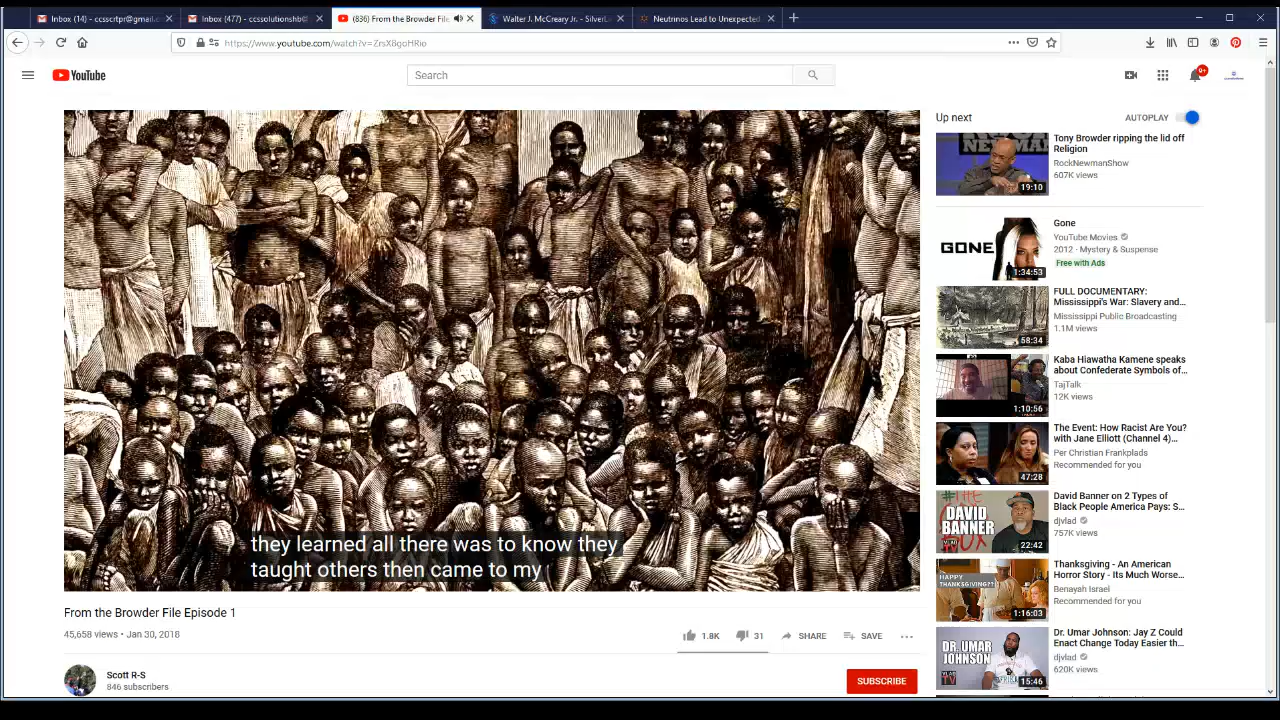 Inbox (14) - ccsscrtpr@gmail.
Inbox (477) - ccssolutionshb@
(836) From the Browder File
Walter J. McCreary Jr. - SilverL
Neutrinos Lead to Unexpected
https://www.youtube.com/watch?v=ZrsX8goHRio
YouTube
Search
9+
they learned all there was to know they
taught others then came to my
From the Browder File Episode 1
45,658 views • Jan 30, 2018
1.8K
31
SHARE
SAVE
Scott R-S
846 subscribers
SUBSCRIBE
Up next
AUTOPLAY
Tony Browder ripping the lid off
Religion
RockNewmanShow
607K views
19:10
GONE
1:34:53
Gone
YouTube Movies
2012 • Mystery & Suspense
Free with Ads
58:34
FULL DOCUMENTARY:
Mississippi's War: Slavery and...
Mississippi Public Broadcasting
1.1M views
1:10:56
Kaba Hiawatha Kamene speaks
about Confederate Symbols of...
TajTalk
12K views
47:28
The Event: How Racist Are You?
with Jane Elliott (Channel 4)...
Per Christian Frankplads
Recommended for you
DAVID
BANNER
22:42
David Banner on 2 Types of
Black People America Pays: S...
djvlad
757K views
HAPPY
THANKSGIVING??
1:16:03
Thanksgiving - An American
Horror Story - Its Much Worse...
Benayah Israel
Recommended for you
DR. UMAR
JOHNSON
15:46
Dr. Umar Johnson: Jay Z Could
Enact Change Today Easier th...
djvlad
620K views